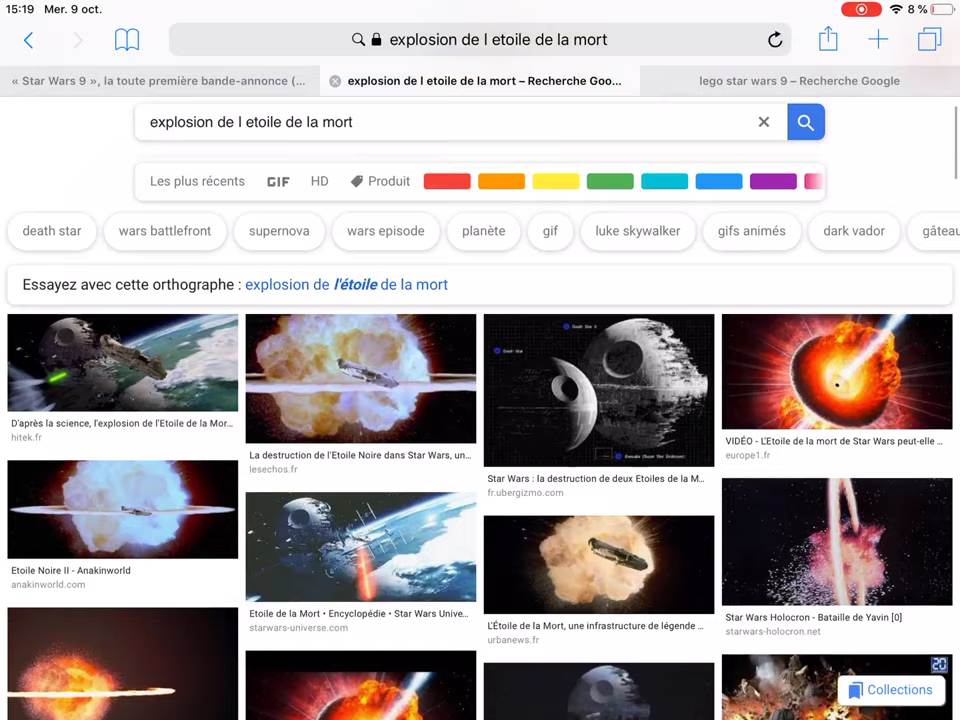 15:19 Mer. 9 oct.
8 %
explosion de l etoile de la mort
« Star Wars 9 », la toute première bande-annonce (...
explosion de l etoile de la mort – Recherche Goo...
lego star wars 9 – Recherche Google
explosion de l etoile de la mort
Les plus récents GIF HD Produit
death star
wars battlefront
supernova
wars episode
planète
gif
luke skywalker
gifs animés
dark vador
gâteau
Essayez avec cette orthographe : explosion de l'étoile de la mort
D'après la science, l'explosion de l'Etoile de la Mor...
hitek.fr
La destruction de l'Etoile Noire dans Star Wars, un...
lesechos.fr
Star Wars : la destruction de deux Etoiles de la M...
fr.ubergizmo.com
VIDÉO - L'Etoile de la mort de Star Wars peut-elle ...
europe1.fr
Etoile Noire II - Anakinworld
anakinworld.com
Etoile de la Mort • Encyclopédie • Star Wars Unive...
starwars-universe.com
L'Étoile de la Mort, une infrastructure de légende ...
urbanews.fr
Star Wars Holocron - Bataille de Yavin [0]
starwars-holocron.net
20
Collections